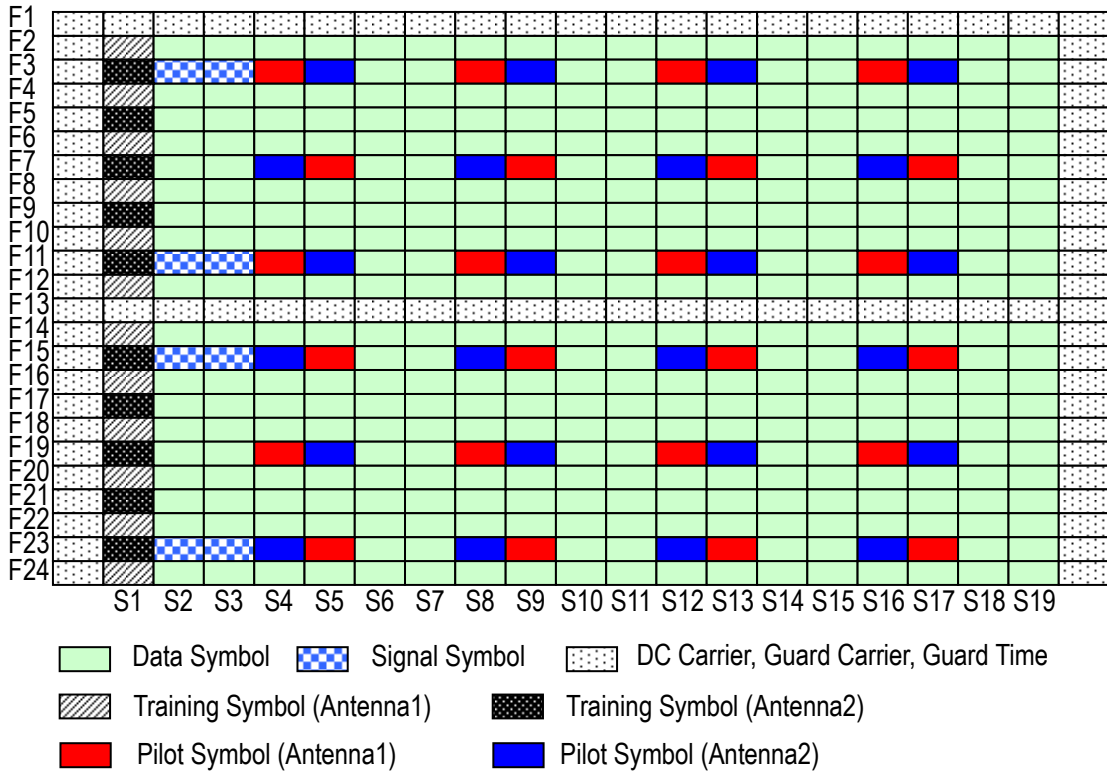 F1
F2
F3
F4
F5
F6
F7
F8
F9
F10
F11
F12
F13
F14
F15
F16
F17
F18
F19
F20
F21
F22
F23
F24
S1 S2 S3 S4 S5 S6 S7 S8 S9 S10 S11 S12 S13 S14 S15 S16 S17 S18 S19
Data Symbol Signal Symbol DC Carrier, Guard Carrier, Guard Time
Training Symbol (Antenna1) Training Symbol (Antenna2)
Pilot Symbol (Antenna1) Pilot Symbol (Antenna2)